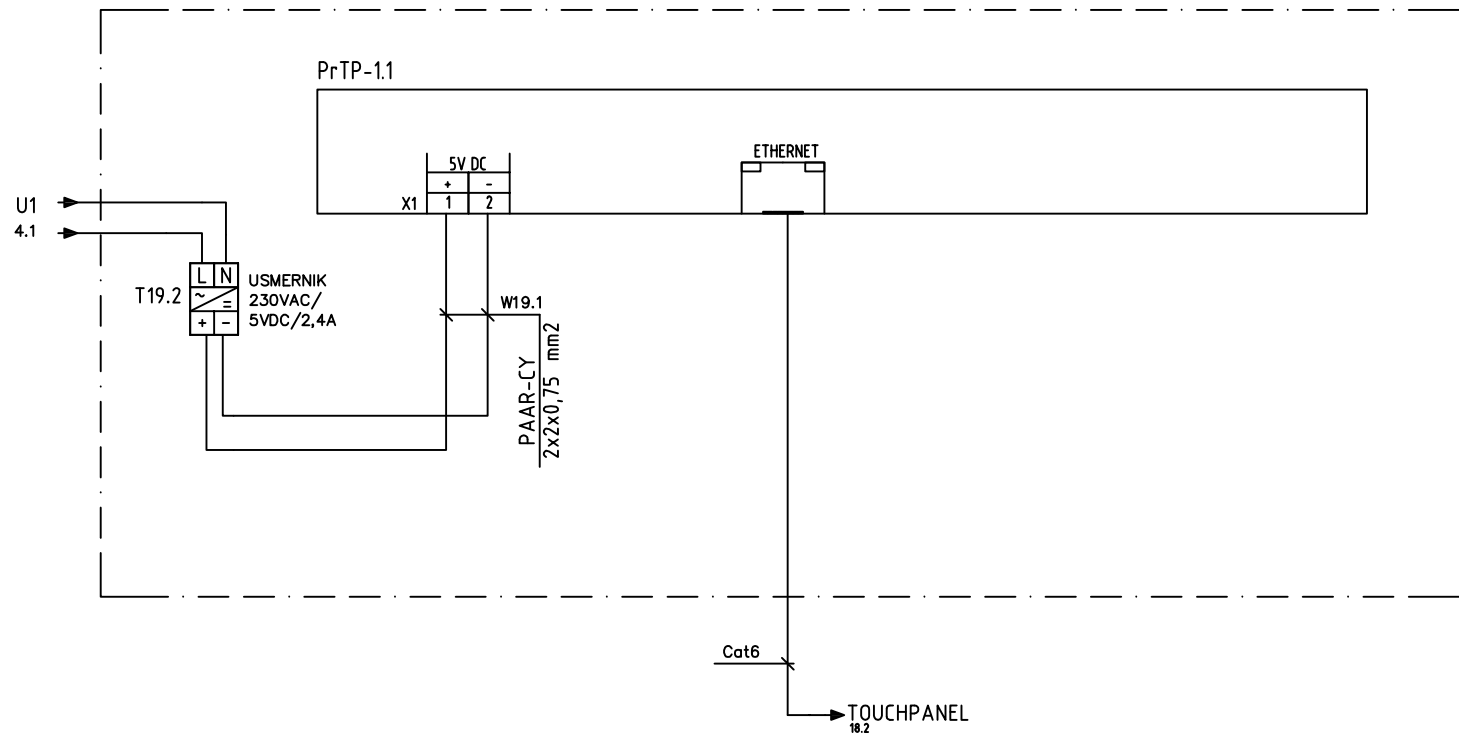 PrTP-1.1
5V DC
+ -
X1 1 2
ETHERNET
U1
4.1
L N
T19.2
~ =
+ -
USMERNIK
230VAC/
5VDC/2,4A
W19.1
PAAR-CY
2x2x0,75 mm2
Cat6
TOUCHPANEL
18.2